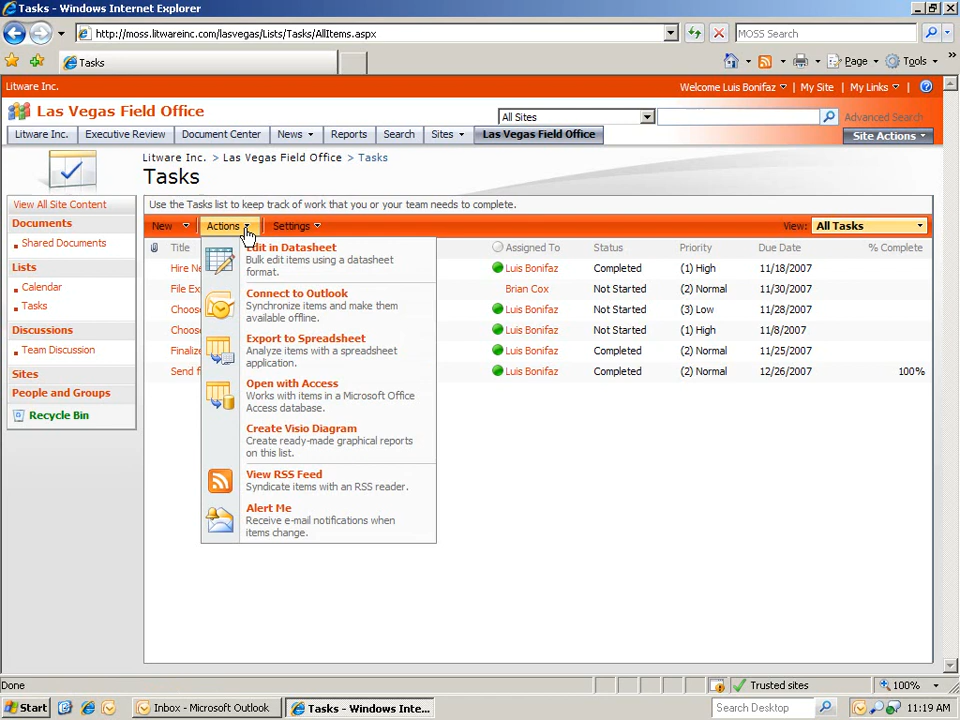 Tasks - Windows Internet Explorer
http://moss.litwareinc.com/lasvegas/Lists/Tasks/AllItems.aspx
MOSS Search
Tasks
Page
Tools
Litware Inc.
Welcome Luis Bonifaz
My Site
My Links
Las Vegas Field Office
All Sites
Advanced Search
Litware Inc.
Executive Review
Document Center
News
Reports
Search
Sites
Las Vegas Field Office
Site Actions
Litware Inc. > Las Vegas Field Office > Tasks
Tasks
View All Site Content
Documents
Shared Documents
Lists
Calendar
Tasks
Discussions
Team Discussion
Sites
People and Groups
Recycle Bin
Use the Tasks list to keep track of work that you or your team needs to complete.
New
Actions
Settings
View: All Tasks
Title Assigned To Status Priority Due Date % Complete
Hire Luis Bonifaz Completed (1) High 11/18/2007
File Brian Cox Not Started (2) Normal 11/30/2007
Luis Bonifaz Not Started (3) Low 11/28/2007
Luis Bonifaz Not Started (1) High 11/8/2007
Luis Bonifaz Completed (2) Normal 11/25/2007
Send Luis Bonifaz Completed (2) Normal 12/26/2007 100%
Edit in Datasheet
Bulk edit items using a datasheet
format.
Connect to Outlook
Synchronize items and make them
available offline.
Export to Spreadsheet
Analyze items with a spreadsheet
application.
Open with Access
Works with items in a Microsoft Office
Access database.
Create Visio Diagram
Create ready-made graphical reports
on this list.
View RSS Feed
Syndicate items with an RSS reader.
Alert Me
Receive e-mail notifications when
items change.
Done
Trusted sites
100%
Start
Inbox - Microsoft Outlook
Tasks - Windows Inte...
Search Desktop
11:19 AM